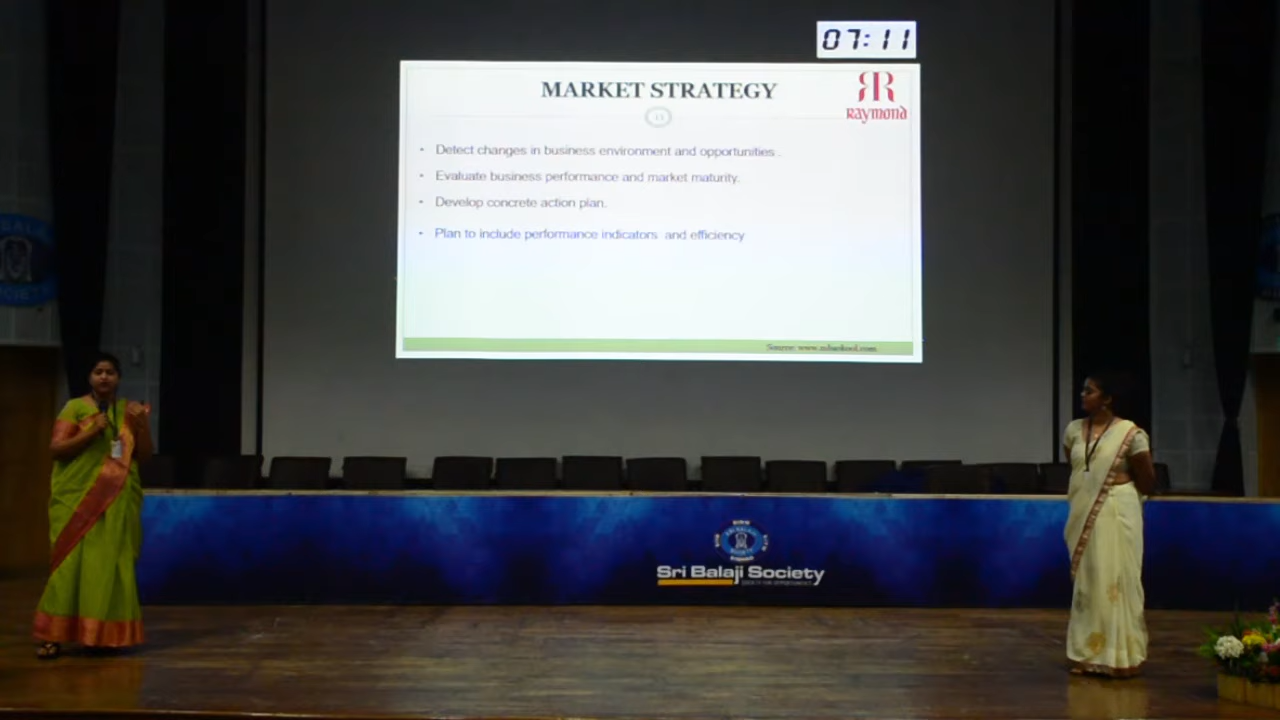 07:11
MARKET STRATEGY
Raymond
13
• Detect changes in business environment and opportunities .
• Evaluate business performance and market maturity.
• Develop concrete action plan.
• Plan to include performance indicators and efficiency
Sri Balaji Society